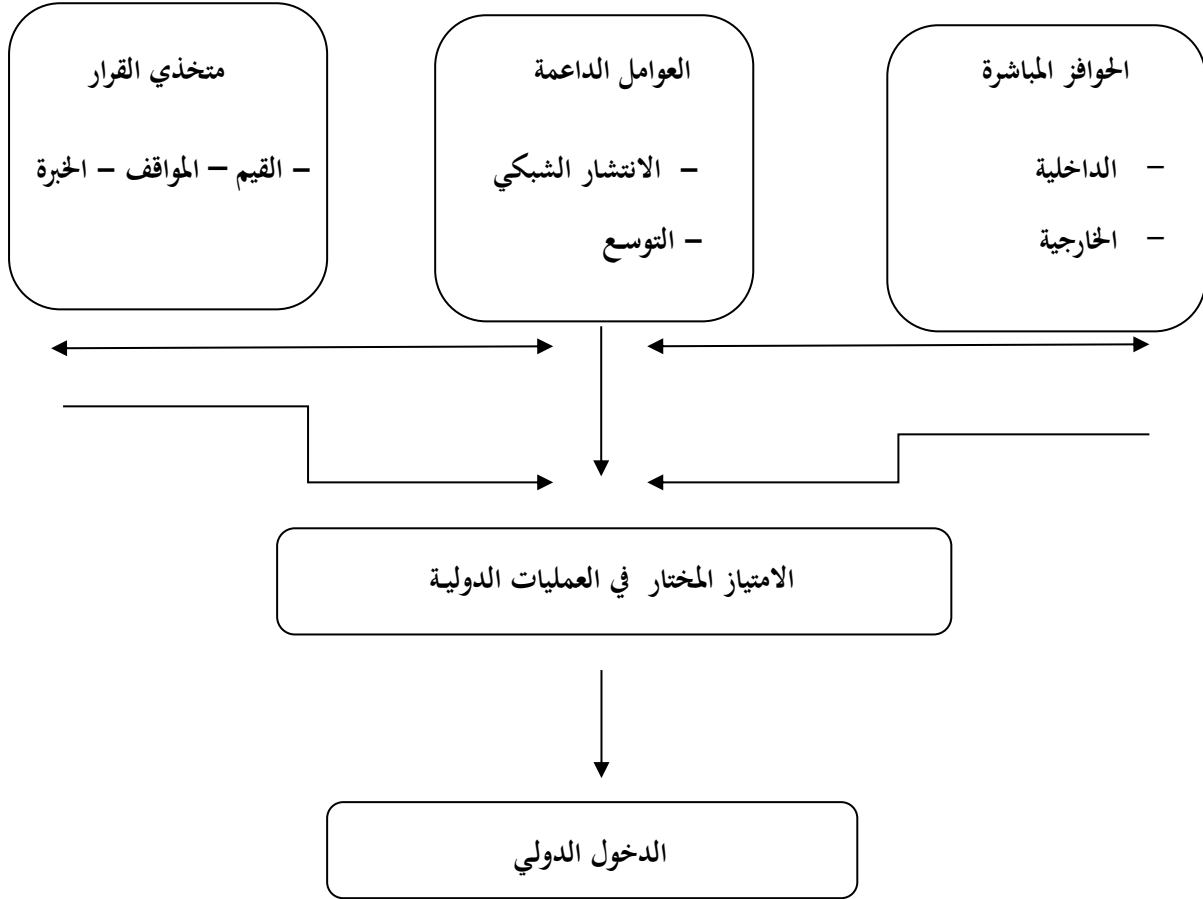 الحوافز المباشرة
– الداخلية
– الخارجية
العوامل الداعمة
– الانتشار الشبكي
– التوسع
متخذي القرار
– القيم – المواقف – الخبرة
الامتياز المختار في العمليات الدولية
الدخول الدولي